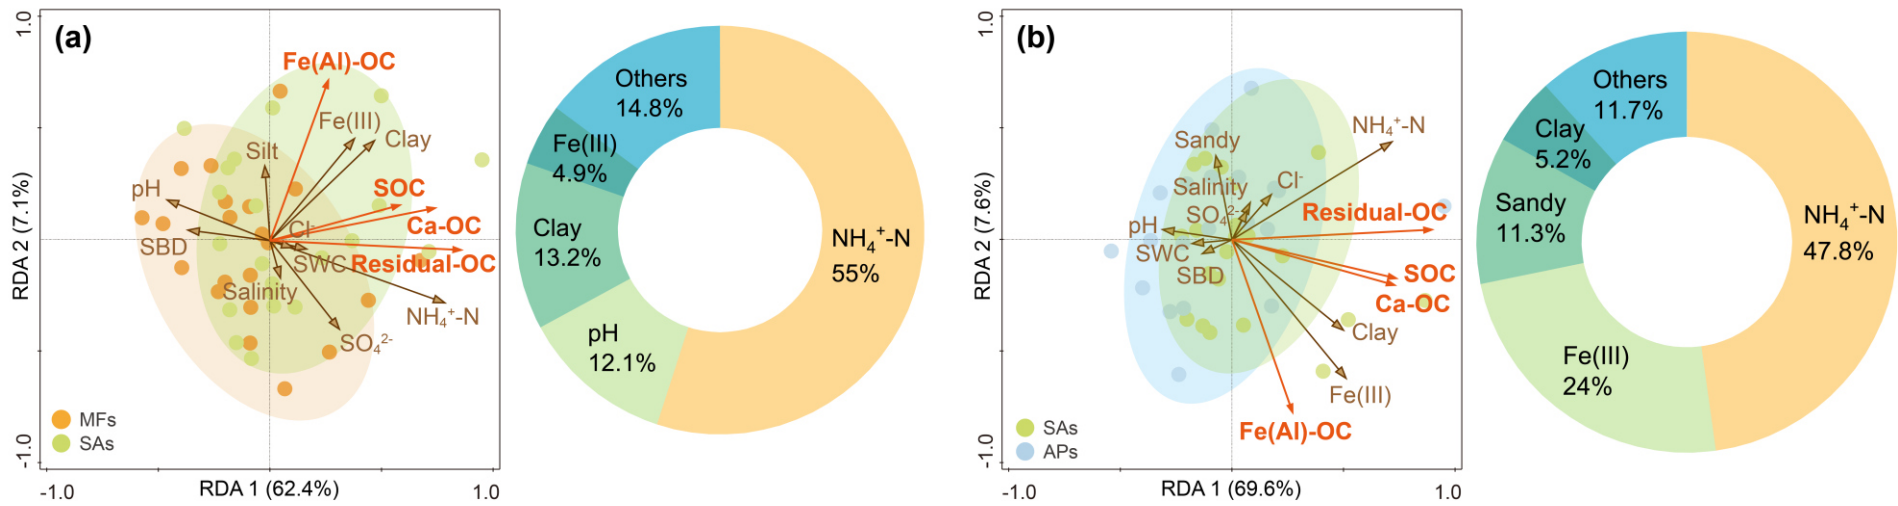 (a)
1.0
RDA 2 (7.1%)
-1.0
Fe(Al)-OC
Fe(III)
Clay
Silt
pH
SOC
Ca-OC
Cl-
SBD
SWC
Residual-OC
Salinity
NH₄⁺-N
SO₄²⁻
MFs
SAs
-1.0
RDA 1 (62.4%)
1.0
Others
14.8%
Fe(III)
4.9%
Clay
13.2%
pH
12.1%
NH₄⁺-N
55%
(b)
1.0
RDA 2 (7.6%)
-1.0
NH₄⁺-N
Sandy
Salinity
Cl-
SO₄²⁻
Residual-OC
pH
SWC
SBD
SOC
Ca-OC
Clay
Fe(III)
Fe(Al)-OC
SAs
APs
-1.0
RDA 1 (69.6%)
1.0
Others
11.7%
Clay
5.2%
Sandy
11.3%
Fe(III)
24%
NH₄⁺-N
47.8%